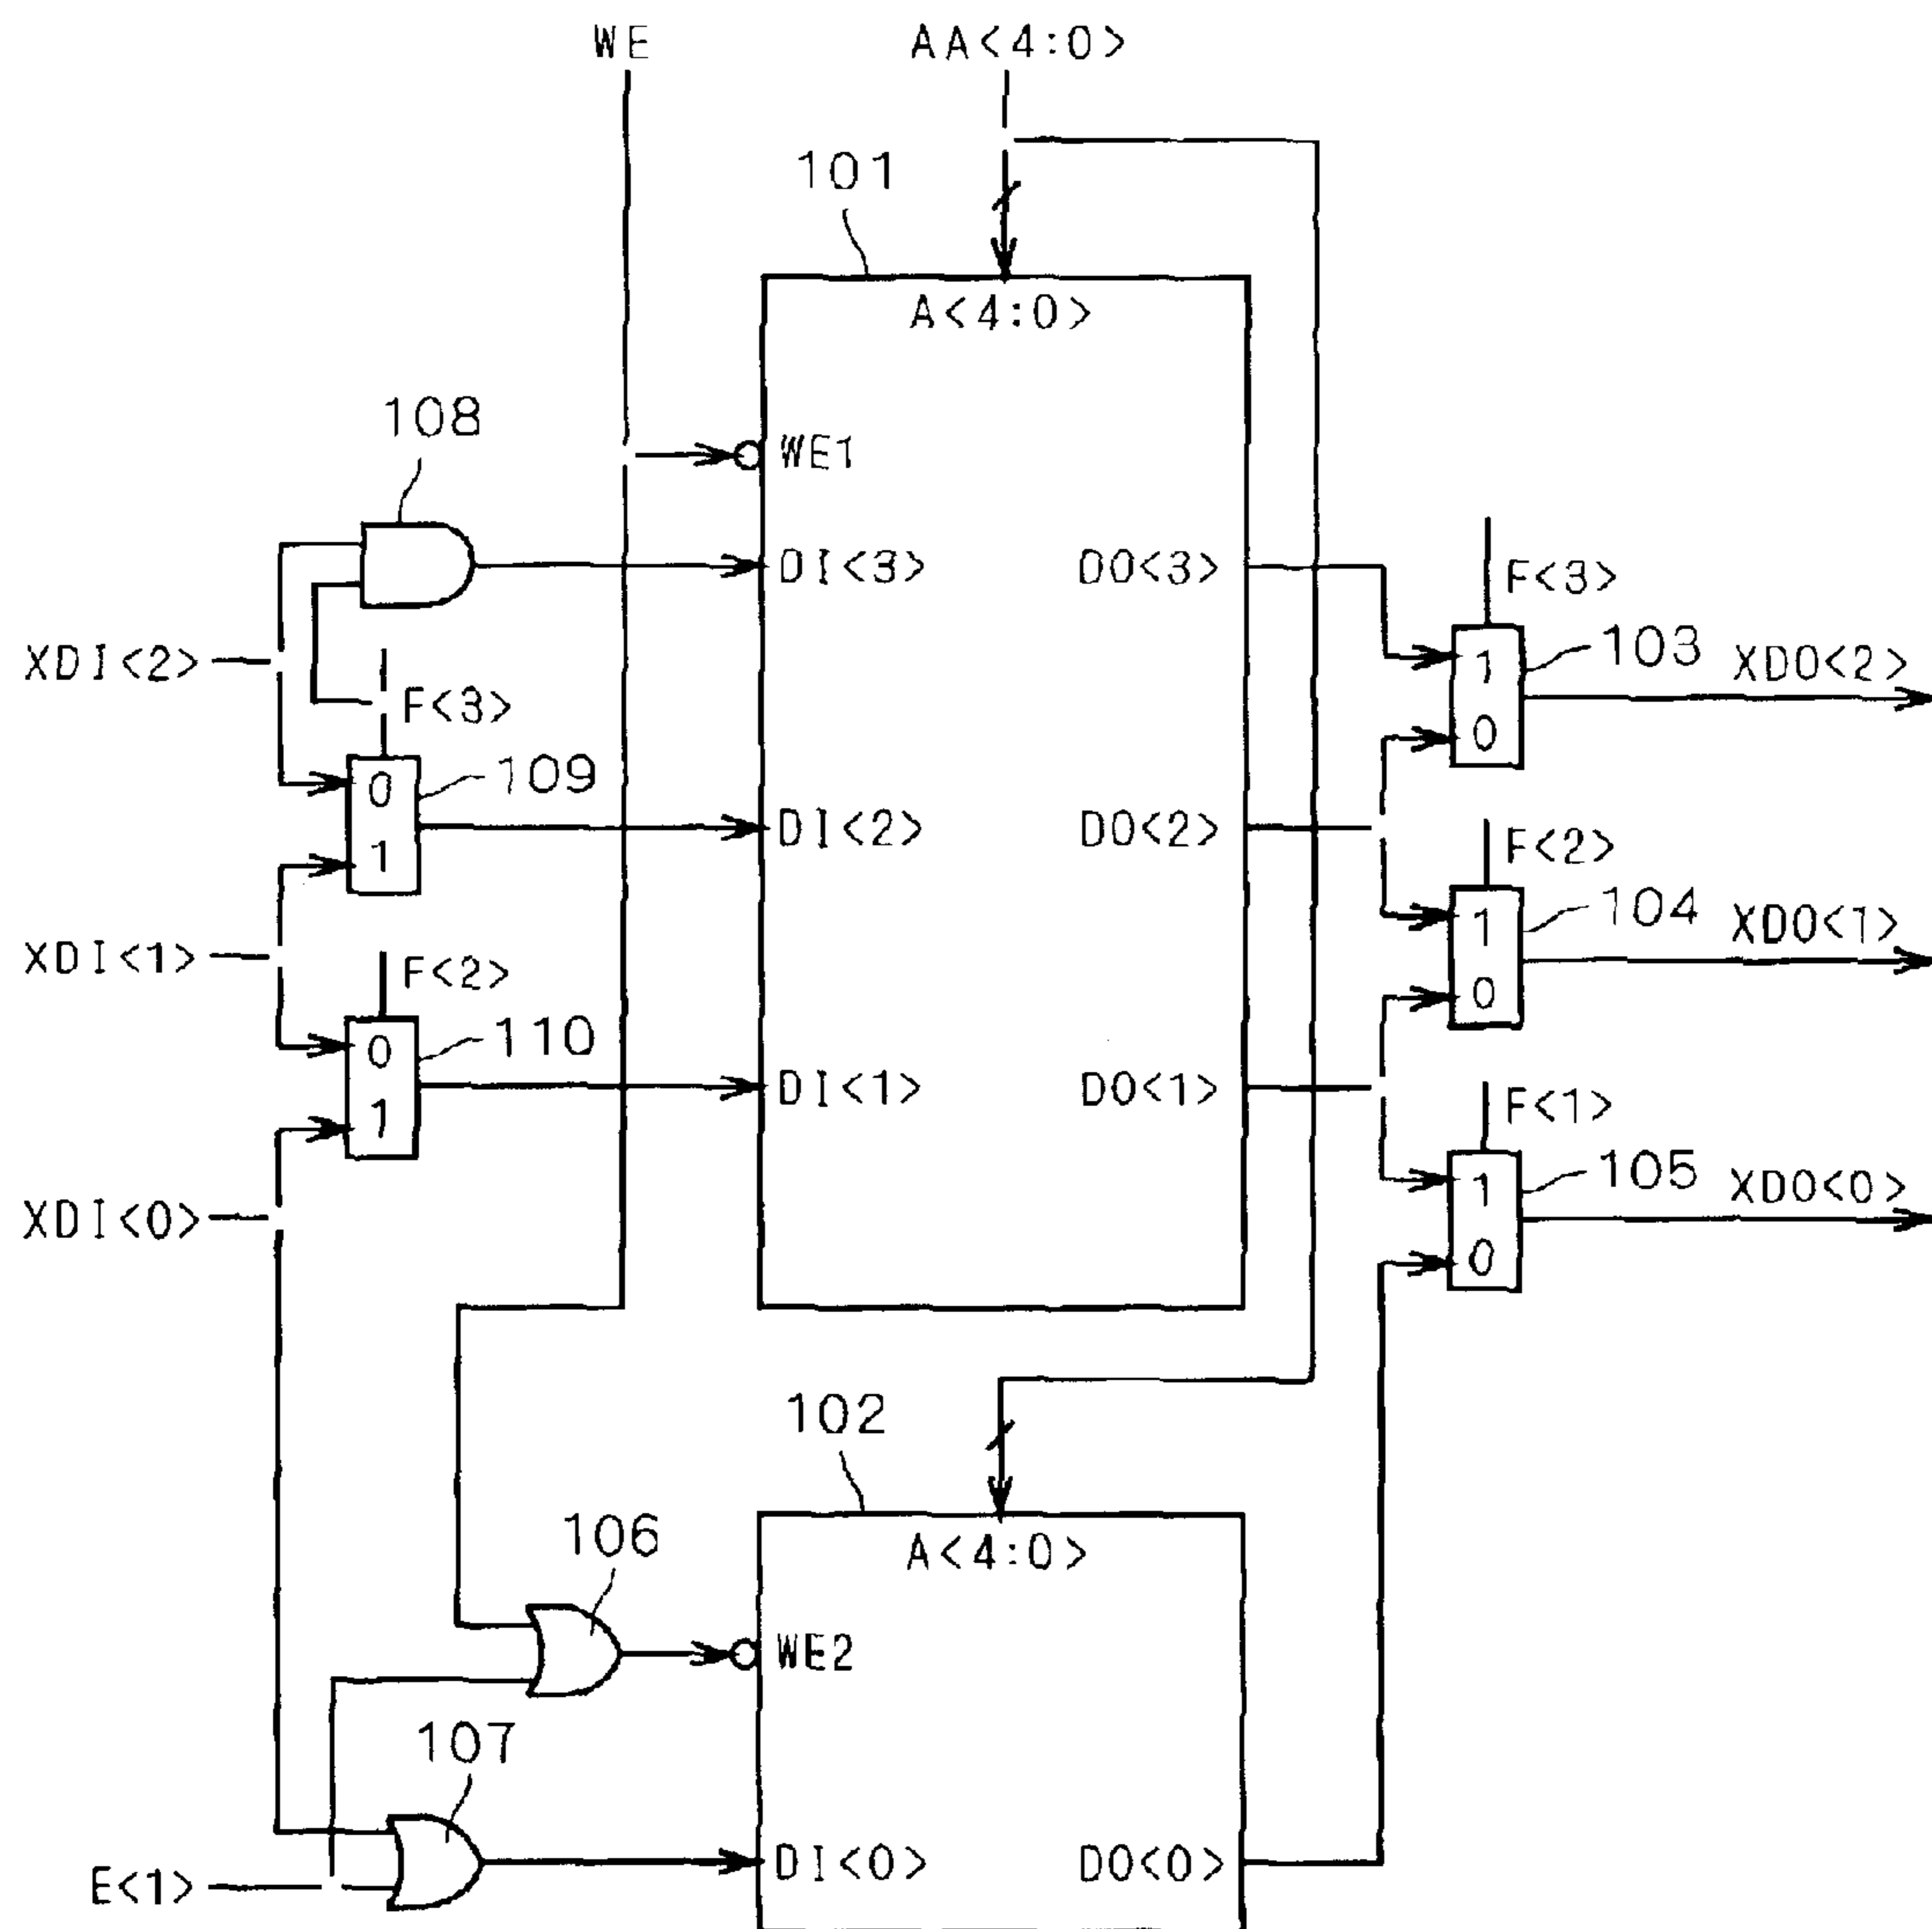 WE
AA<4:0>
101
A<4:0>
108
WE1
DI<3>
DO<3>
F<3>
XDI<2>
F<3>
1
0
103
XDO<2>
0
1
109
DI<2>
DO<2>
F<2>
XDI<1>
F<2>
1
0
104
XDO<1>
0
1
110
DI<1>
DO<1>
F<1>
XDI<0>
1
0
105
XDO<0>
102
A<4:0>
106
WE2
107
E<1>
DI<0>
DO<0>